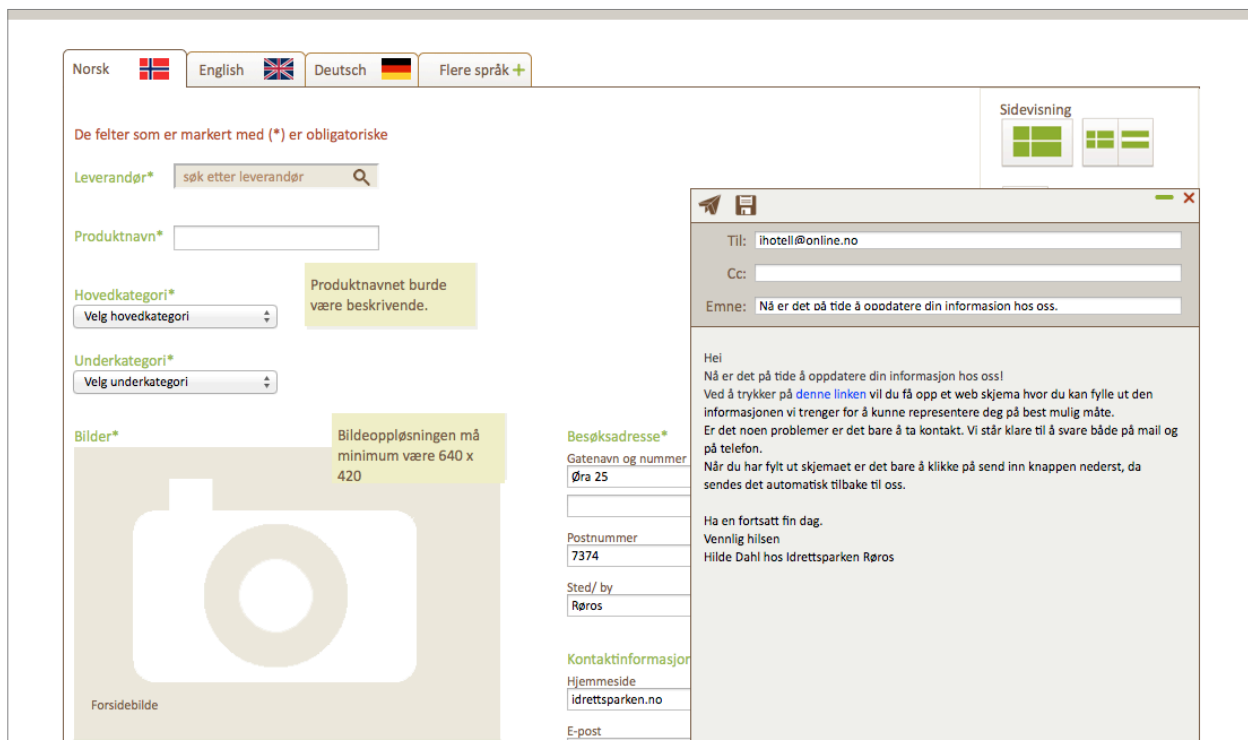 Norsk
English
Deutsch
Flere språk +
De felter som er markert med (*) er obligatoriske
Leverandør*
søk etter leverandør
Produktnavn*
Produktnavnet burde
være beskrivende.
Hovedkategori*
Velg hovedkategori
Underkategori*
Velg underkategori
Bilder*
Bildeoppløsningen må
minimum være 640 x
420
Forsidebilde
Besøksadresse*
Gatenavn og nummer
Øra 25
Postnummer
7374
Sted/ by
Røros
Kontaktinformasjor
Hjemmeside
idrettsparken.no
E-post
Sidevisning
Til: ihotell@online.no
Cc:
Emne: Nå er det på tide å oppdatere din informasion hos oss.
Hei
Nå er det på tide å oppdatere din informasjon hos oss!
Ved å trykker på denne linken vil du få opp et web skjema hvor du kan fylle ut den
informasjonen vi trenger for å kunne representere deg på best mulig måte.
Er det noen problemer er det bare å ta kontakt. Vi står klare til å svare både på mail og
på telefon.
Når du har fylt ut skjemaet er det bare å klikke på send inn knappen nederst, da
sendes det automatisk tilbake til oss.
Ha en fortsatt fin dag.
Vennlig hilsen
Hilde Dahl hos Idrettsparken Røros